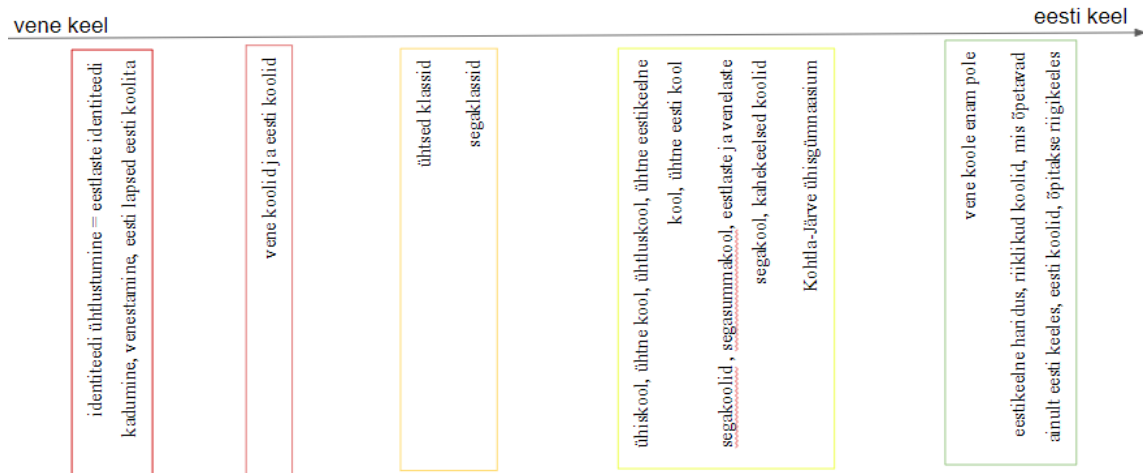 vene keel
eesti keel
identiteedi ühtlustumine = eestlaste identiteedi
kadumine, venestamine, eesti lapsed eesti koolita
vene koolid ja eesti koolid
ühtsed klassid
segaklassid
ühiskool, ühtne kool, ühtluskool, ühtne eestikeelne
kool, ühtne eesti kool
segakoolid , segasummakool, eestlaste ja venelaste
segakool, kahekeelsed koolid
Kohtla-Järve ühisgümnaasium
vene koole enam pole
eestikeelne haridus, riiklikud koolid, mis õpetavad
ainult eesti keeles, eesti koolid, õpitakse riigikeeles